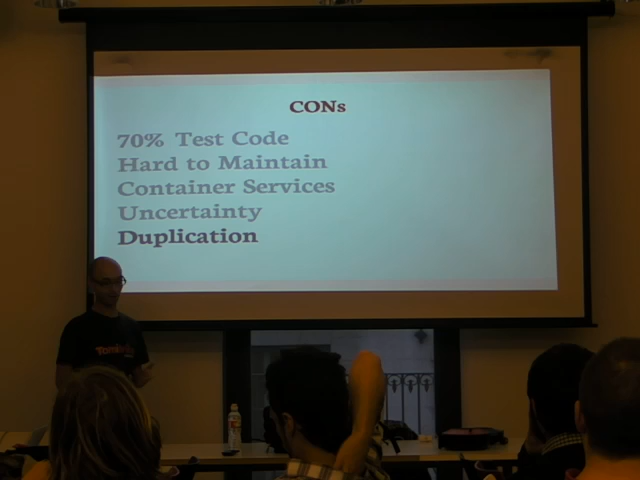 CONs
70% Test Code
Hard to Maintain
Container Services
Uncertainty
Duplication